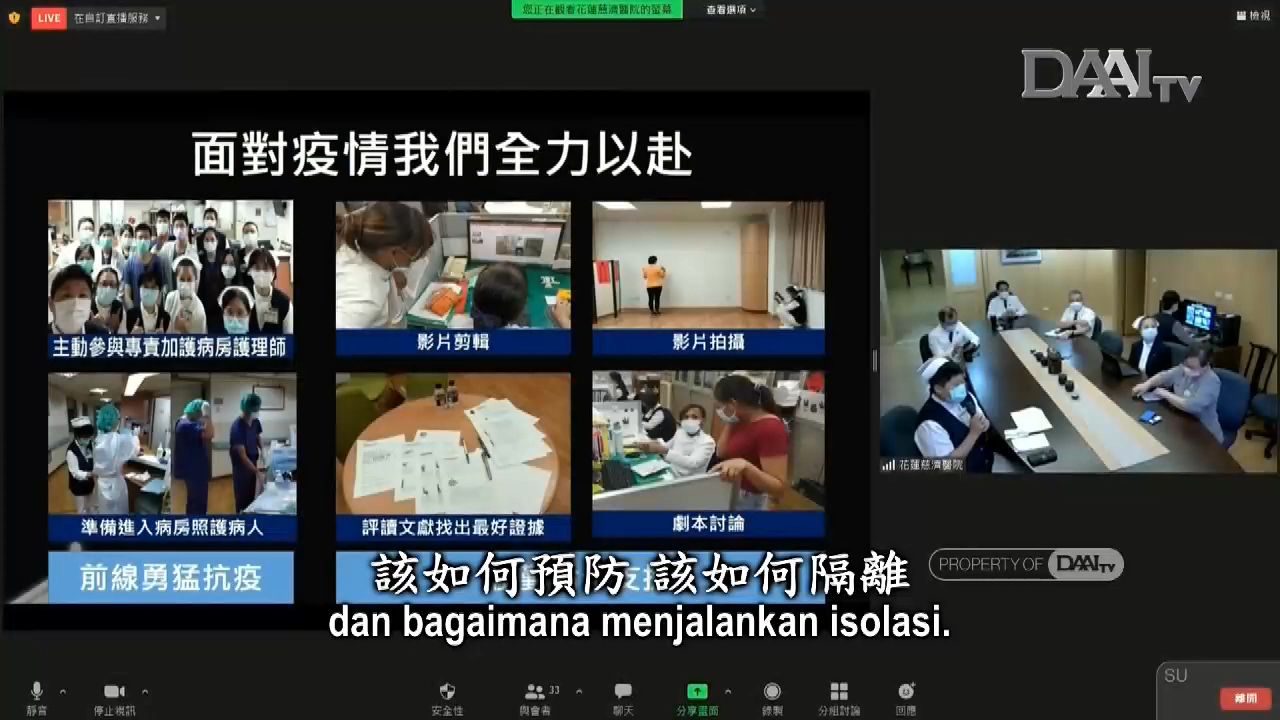 LIVE 在自訂直播服務
您正在觀看花蓮慈濟醫院的螢幕 查看選項
檢視
DAAI TV
面對疫情我們全力以赴
主動參與專責加護病房護理師
影片剪輯
影片拍攝
準備進入病房照護病人
評讀文獻找出最好證據
劇本討論
前線勇猛抗疫
花蓮慈濟醫院
PROPERTY OF DAAI TV
該如何預防 該如何隔離
dan bagaimana menjalankan isolasi.
SU
靜音
停止視訊
安全性
與會者 33
聊天
分享畫面
錄製
分組討論
回應
離開